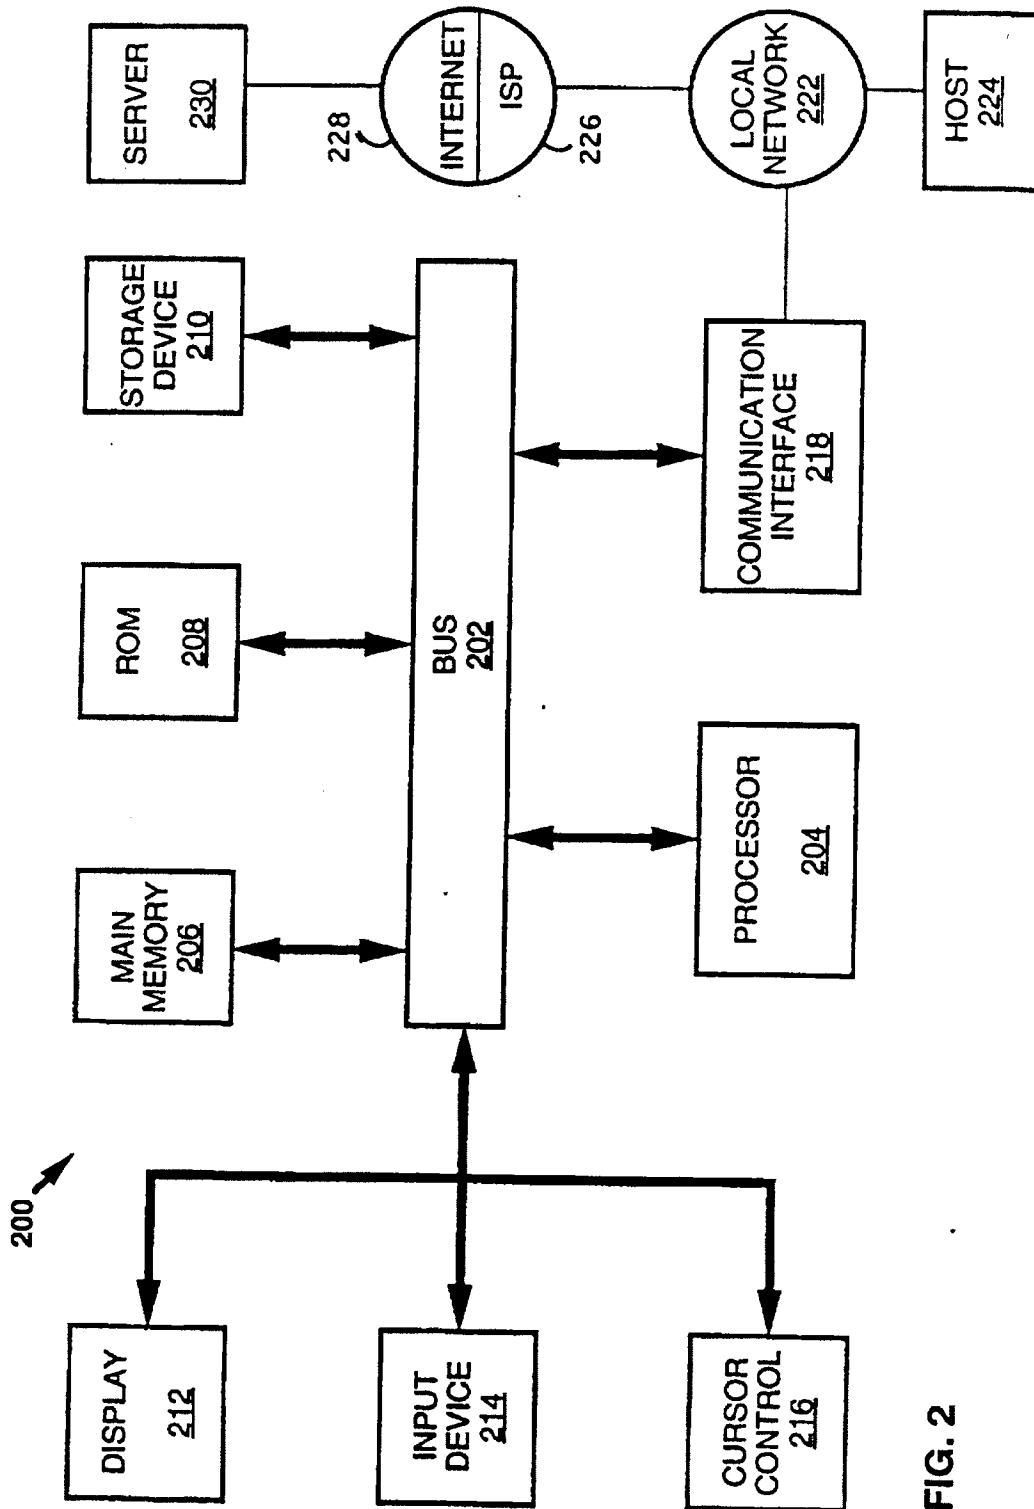 200
DISPLAY
212
INPUT
DEVICE
214
CURSOR
CONTROL
216
MAIN
MEMORY
206
ROM
208
STORAGE
DEVICE
210
BUS
202
PROCESSOR
204
COMMUNICATION
INTERFACE
218
SERVER
230
228
INTERNET
ISP
226
LOCAL
NETWORK
222
HOST
224
FIG. 2